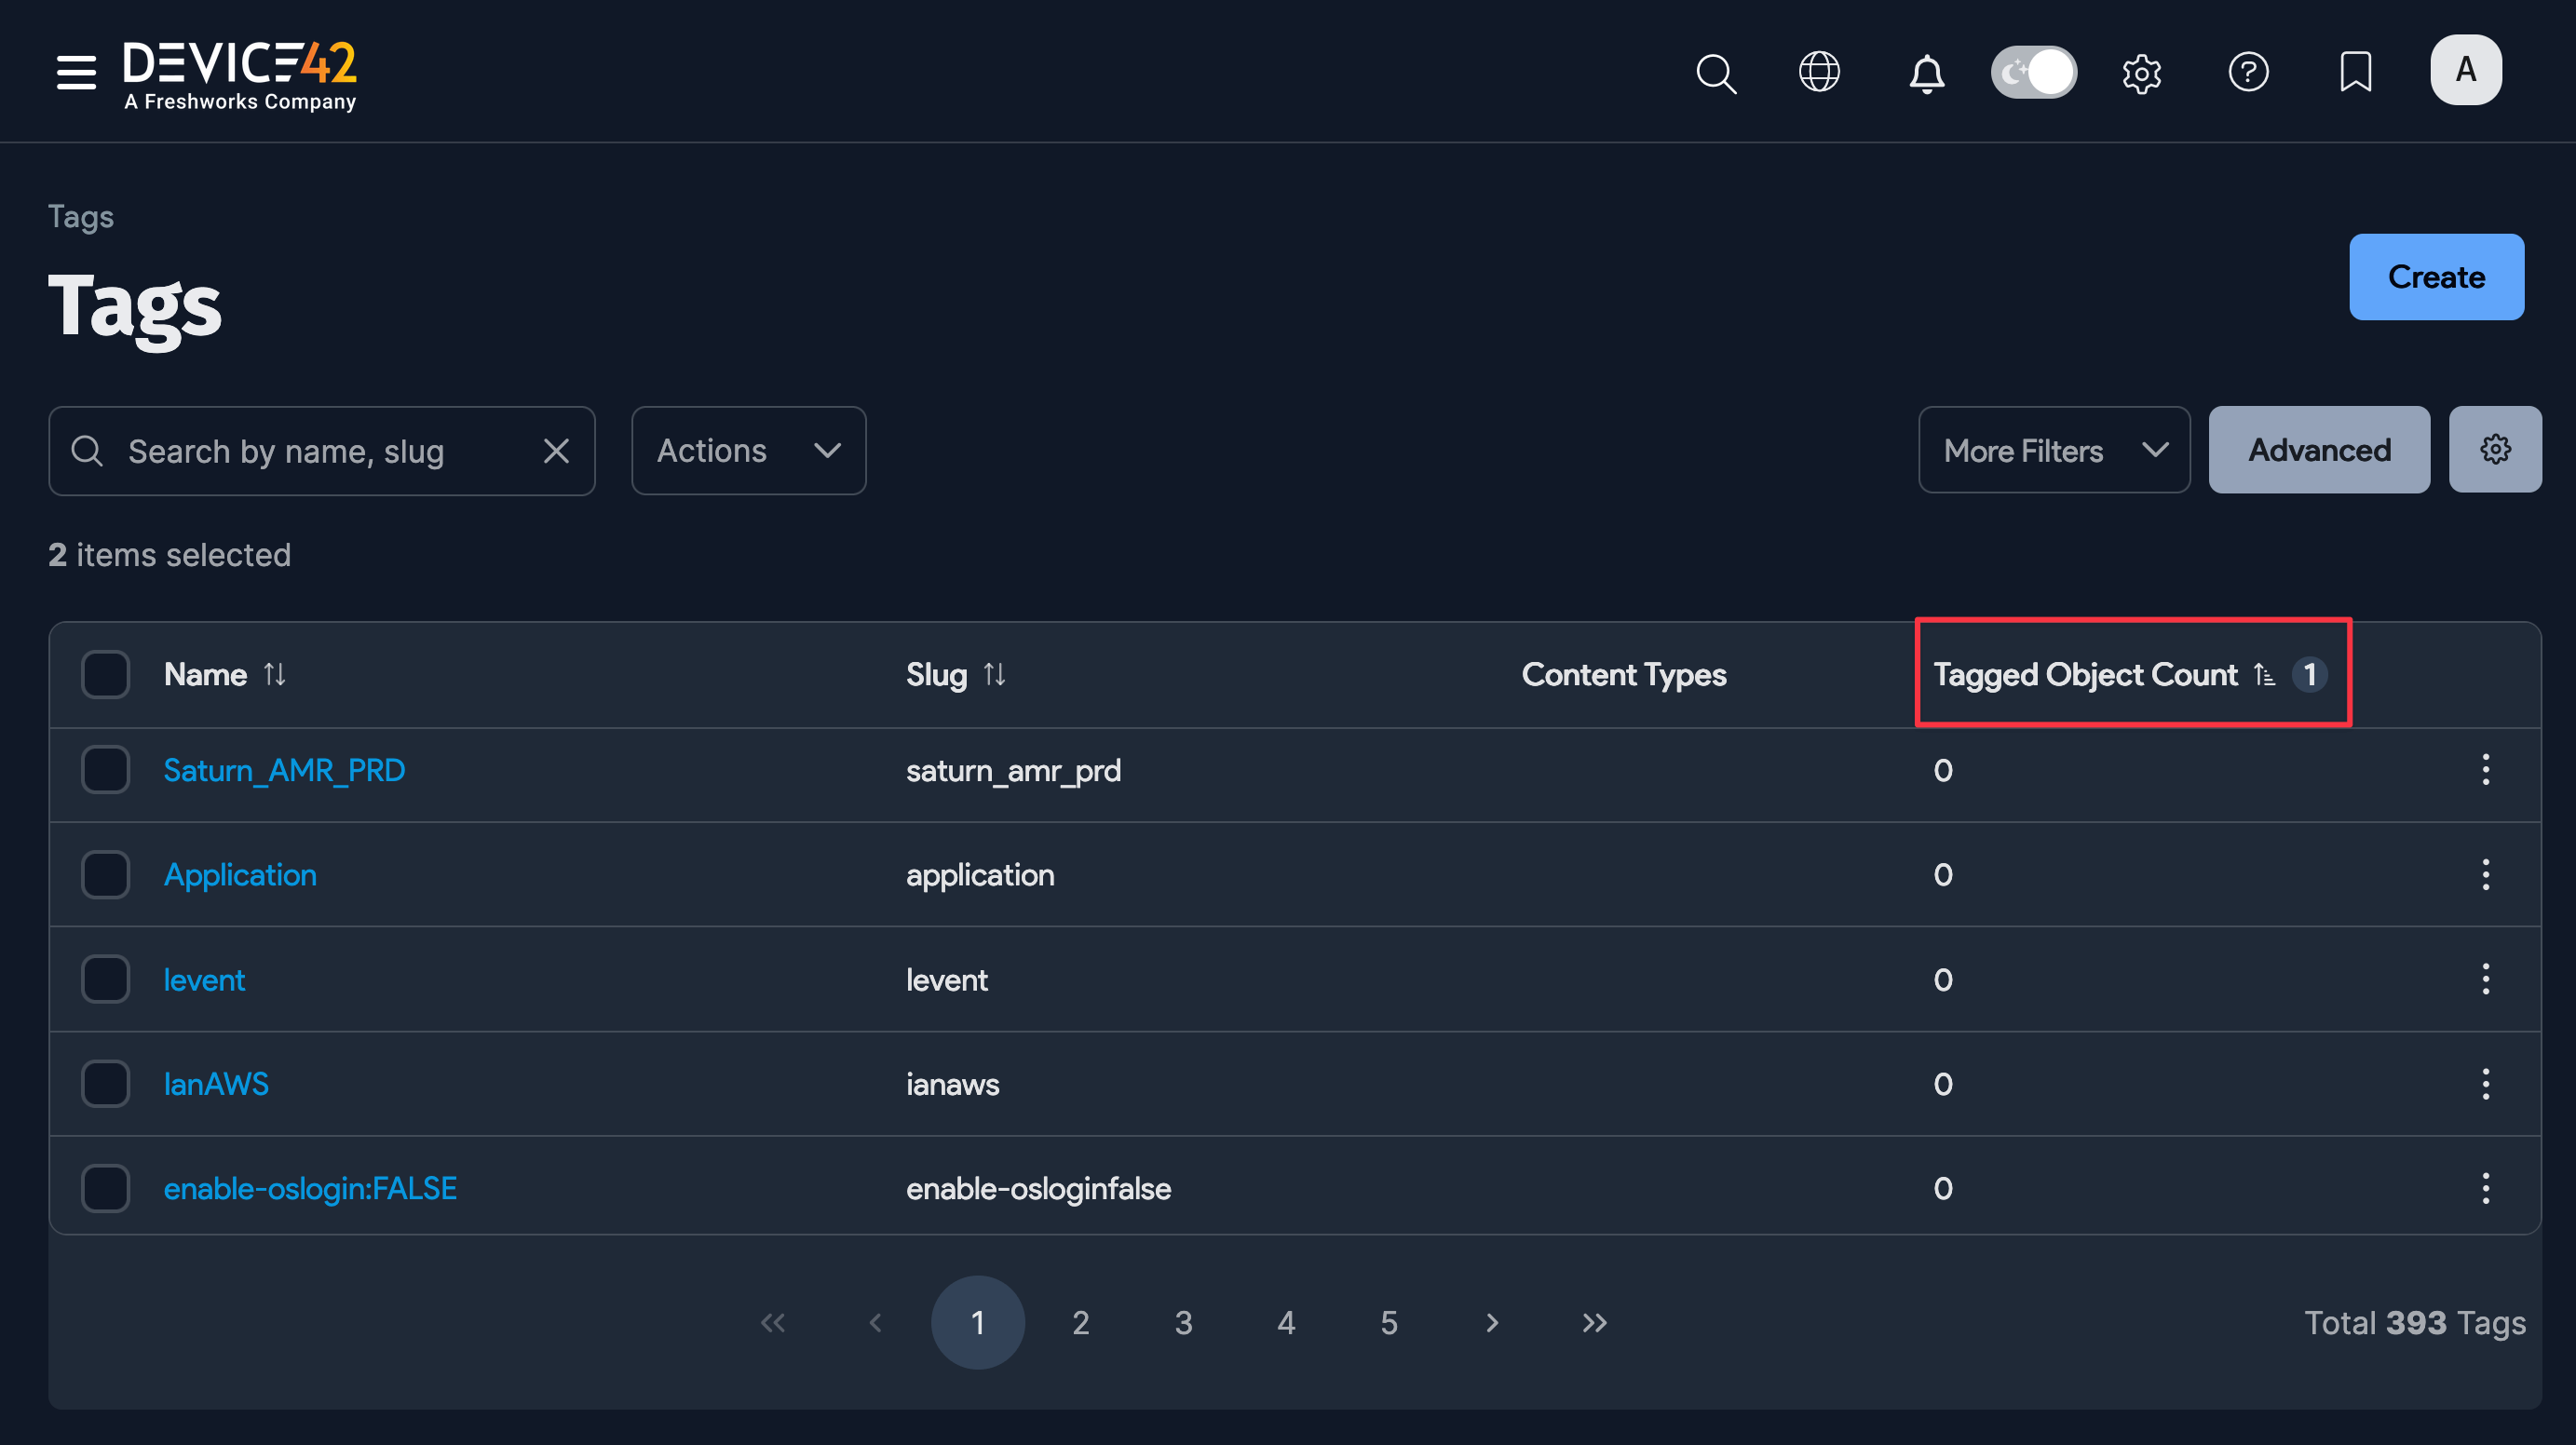 DEVICE42
A Freshworks Company
A
Tags
Tags
Create
Search by name, slug
Actions
More Filters
Advanced
2 items selected
Name Slug Content Types Tagged Object Count 1
Saturn_AMR_PRD saturn_amr_prd 0
Application application 0
levent levent 0
IanAWS ianaws 0
enable-oslogin:FALSE enable-osloginfalse 0
1 2 3 4 5
Total 393 Tags